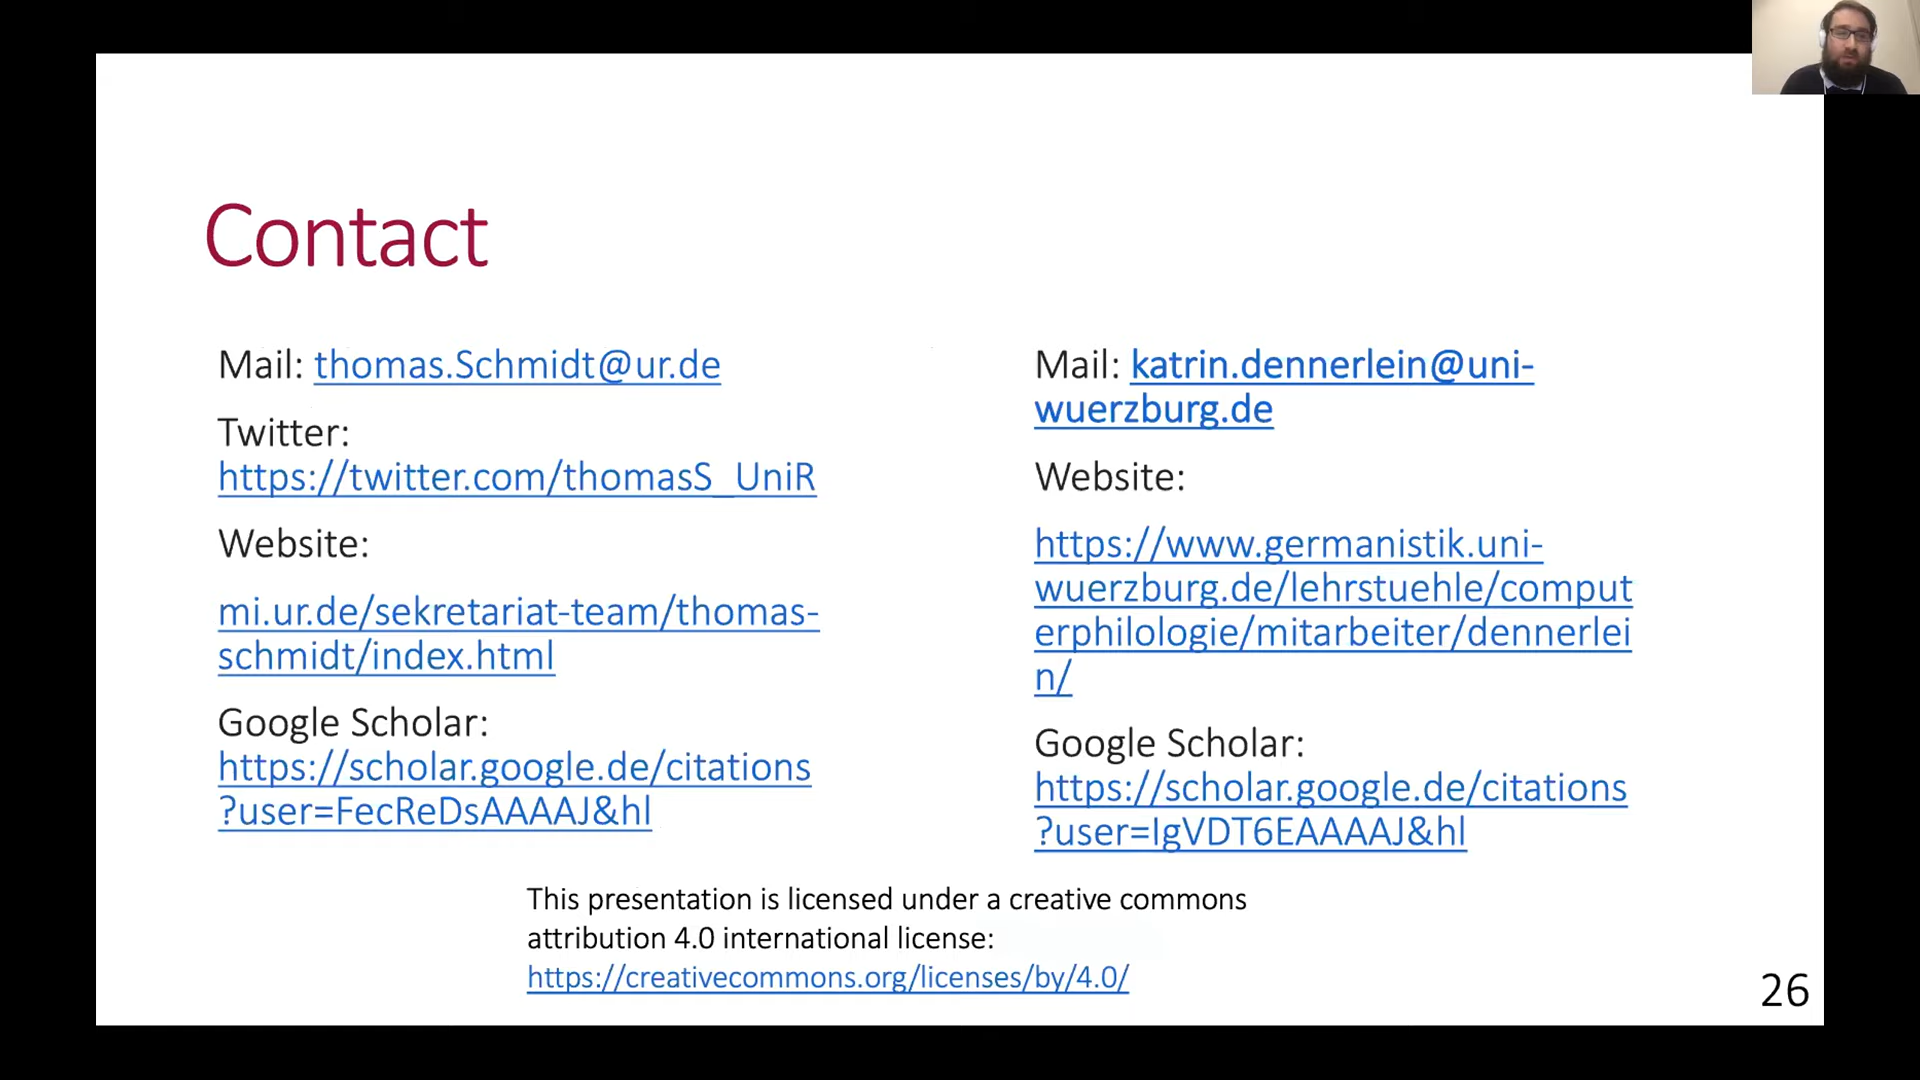 Contact
Mail: thomas.Schmidt@ur.de
Twitter:
https://twitter.com/thomasS_UniR
Website:
mi.ur.de/sekretariat-team/thomas-
schmidt/index.html
Google Scholar:
https://scholar.google.de/citations
?user=FecReDsAAAAJ&hl
Mail: katrin.dennerlein@uni-
wuerzburg.de
Website:
https://www.germanistik.uni-
wuerzburg.de/lehrstuehle/comput
erphilologie/mitarbeiter/dennerlei
n/
Google Scholar:
https://scholar.google.de/citations
?user=IgVDT6EAAAAJ&hl
This presentation is licensed under a creative commons
attribution 4.0 international license:
https://creativecommons.org/licenses/by/4.0/
26